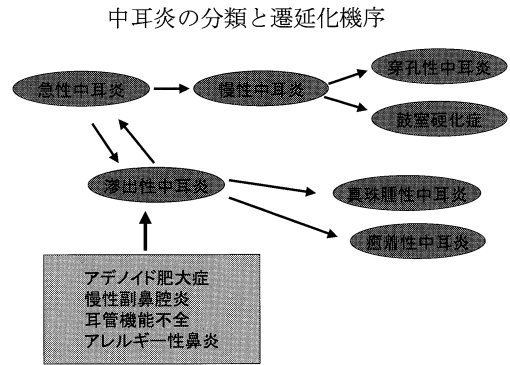 中耳炎の分類と遷延化機序
急性中耳炎
慢性中耳炎
穿孔性中耳炎
鼓室硬化症
滲出性中耳炎
真珠腫性中耳炎
癒着性中耳炎
アデノイド肥大症
慢性副鼻腔炎
耳管機能不全
アレルギー性鼻炎